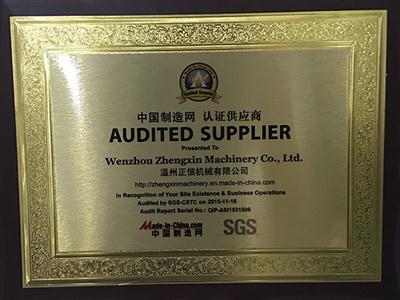 Audited Supplier
中国制造网 认证供应商
AUDITED SUPPLIER
Presented To
Wenzhou Zhengxin Machinery Co., Ltd.
温州正信机械有限公司
http://zhengxinmachinery.en.made-in-china.com
In Recognition of Your Site Existence & Business Operations
Audited by SGS-CSTC on 2015-11-16
Audit Report Serial No.: QIP-ASI1531506
Made-in-China.com
中国制造网
SGS